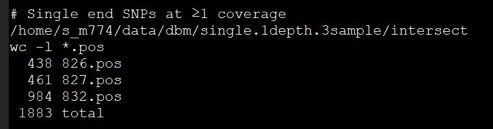 # Single end SNPs at ≥1 coverage
/home/s_m774/data/dbm/single.1depth.3sample/intersect
wc -l *.pos
438 826.pos
461 827.pos
984 832.pos
1883 total